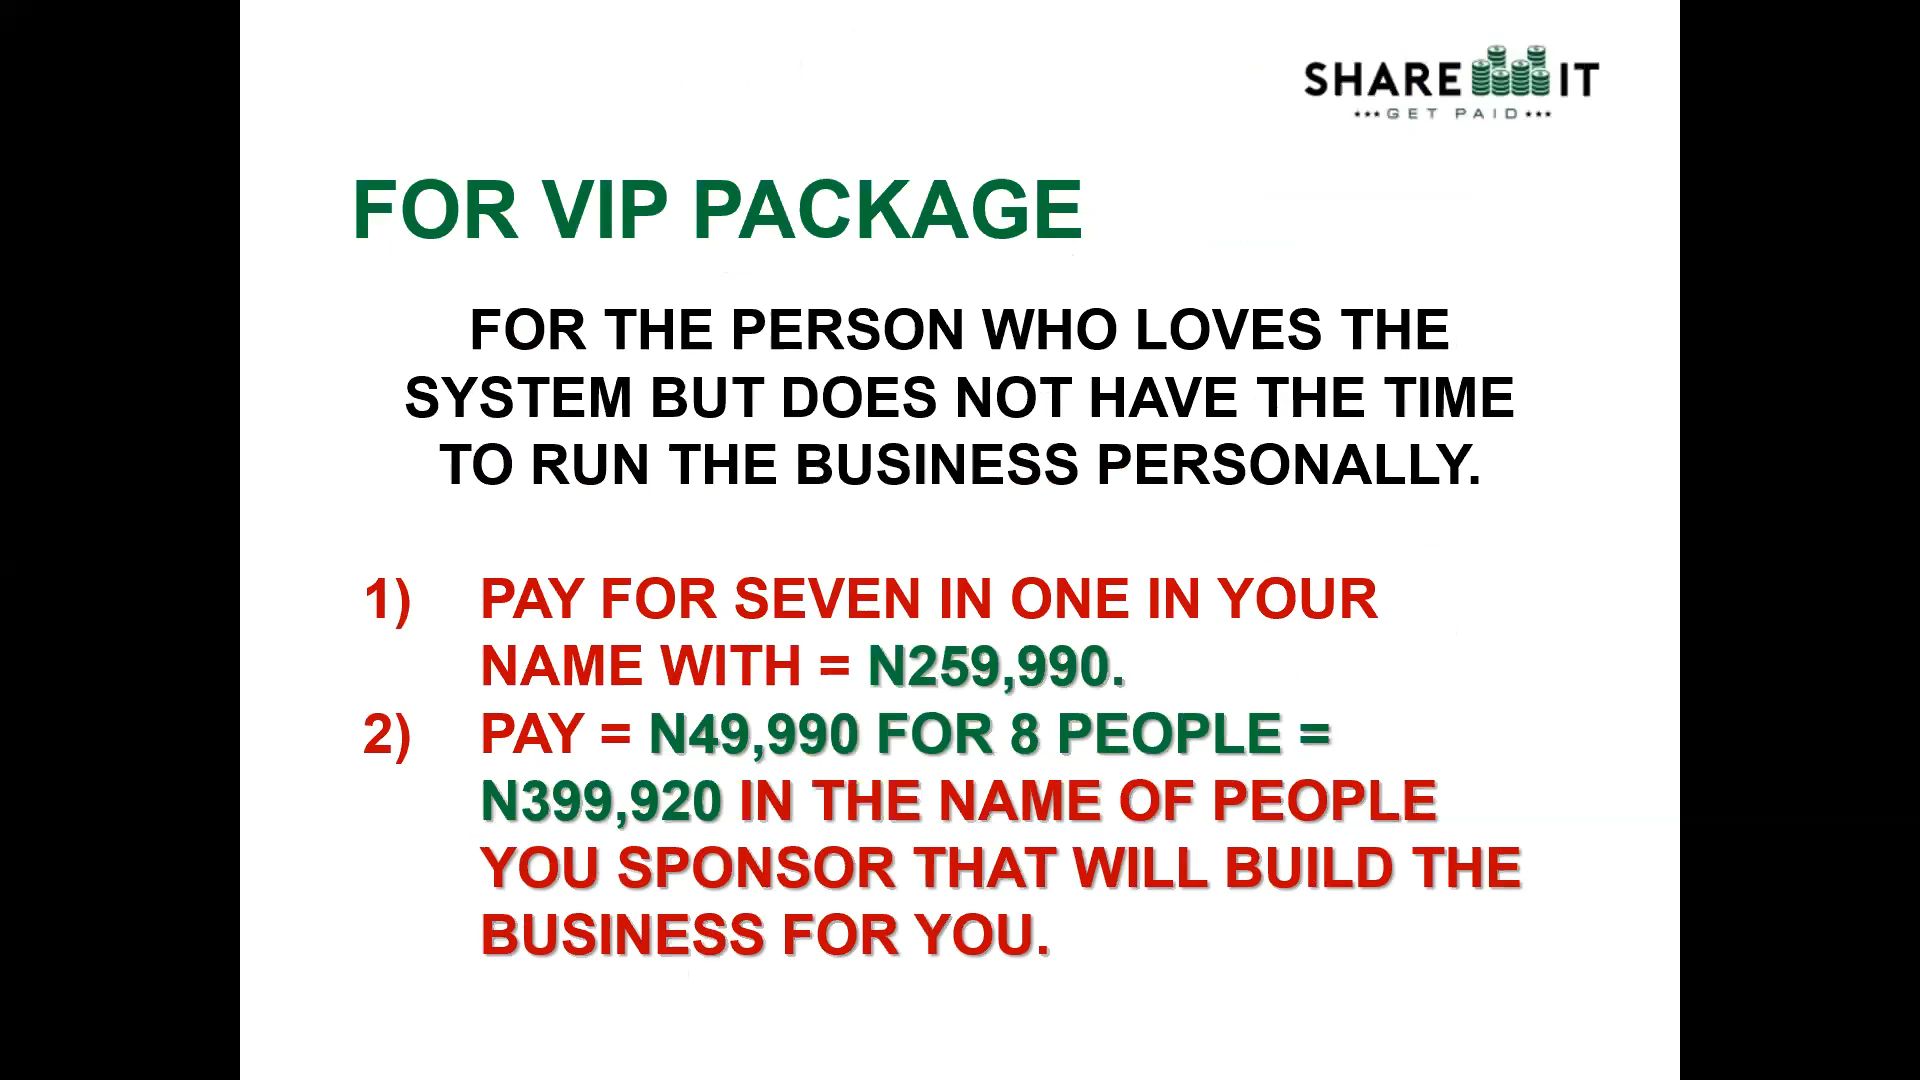 SHARE IT
***GET PAID***
FOR VIP PACKAGE
FOR THE PERSON WHO LOVES THE
SYSTEM BUT DOES NOT HAVE THE TIME
TO RUN THE BUSINESS PERSONALLY.
1) PAY FOR SEVEN IN ONE IN YOUR
NAME WITH = N259,990.
2) PAY = N49,990 FOR 8 PEOPLE =
N399,920 IN THE NAME OF PEOPLE
YOU SPONSOR THAT WILL BUILD THE
BUSINESS FOR YOU.